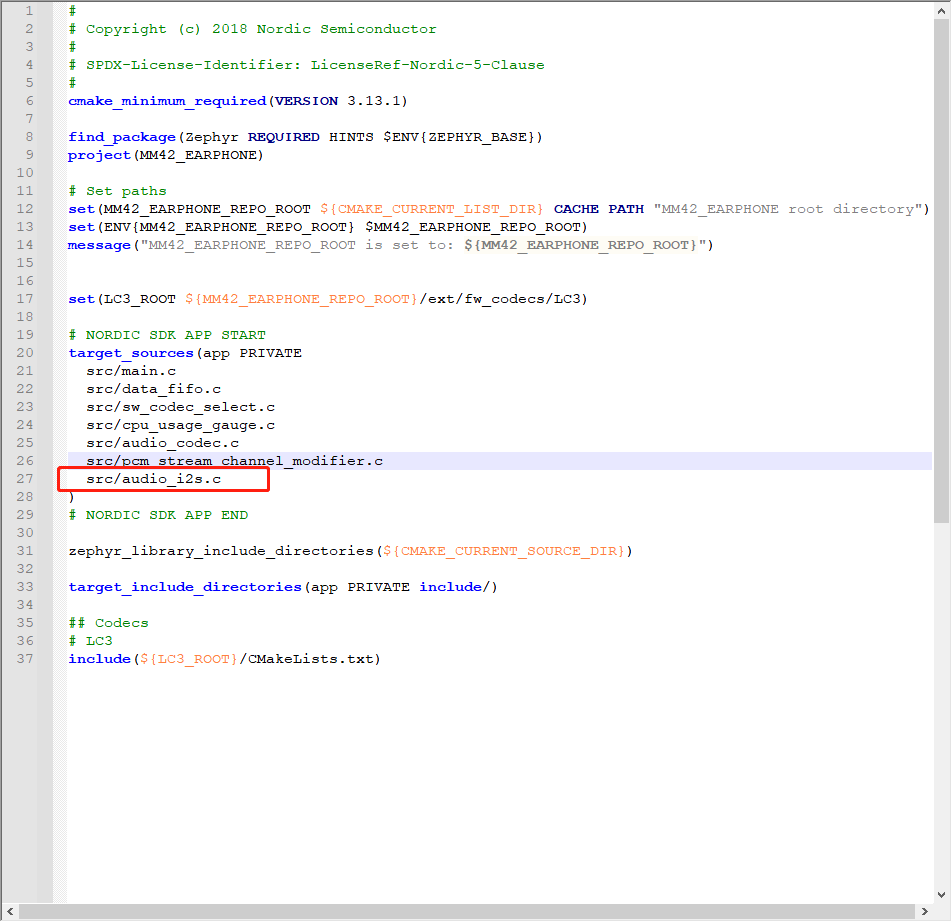 1 #
2 # Copyright (c) 2018 Nordic Semiconductor
3 #
4 # SPDX-License-Identifier: LicenseRef-Nordic-5-Clause
5 #
6 cmake_minimum_required(VERSION 3.13.1)
7
8 find_package(Zephyr REQUIRED HINTS $ENV{ZEPHYR_BASE})
9 project(MM42_EARPHONE)
10
11 # Set paths
12 set(MM42_EARPHONE_REPO_ROOT ${CMAKE_CURRENT_LIST_DIR} CACHE PATH "MM42_EARPHONE root directory")
13 set(ENV{MM42_EARPHONE_REPO_ROOT} $MM42_EARPHONE_REPO_ROOT)
14 message("MM42_EARPHONE_REPO_ROOT is set to: ${MM42_EARPHONE_REPO_ROOT}")
15
16
17 set(LC3_ROOT ${MM42_EARPHONE_REPO_ROOT}/ext/fw_codecs/LC3)
18
19 # NORDIC SDK APP START
20 target_sources(app PRIVATE
21 src/main.c
22 src/data_fifo.c
23 src/sw_codec_select.c
24 src/cpu_usage_gauge.c
25 src/audio_codec.c
26 src/pcm_stream_channel_modifier.c
27 src/audio_i2s.c
28 )
29 # NORDIC SDK APP END
30
31 zephyr_library_include_directories(${CMAKE_CURRENT_SOURCE_DIR})
32
33 target_include_directories(app PRIVATE include/)
34
35 ## Codecs
36 # LC3
37 include(${LC3_ROOT}/CMakeLists.txt)